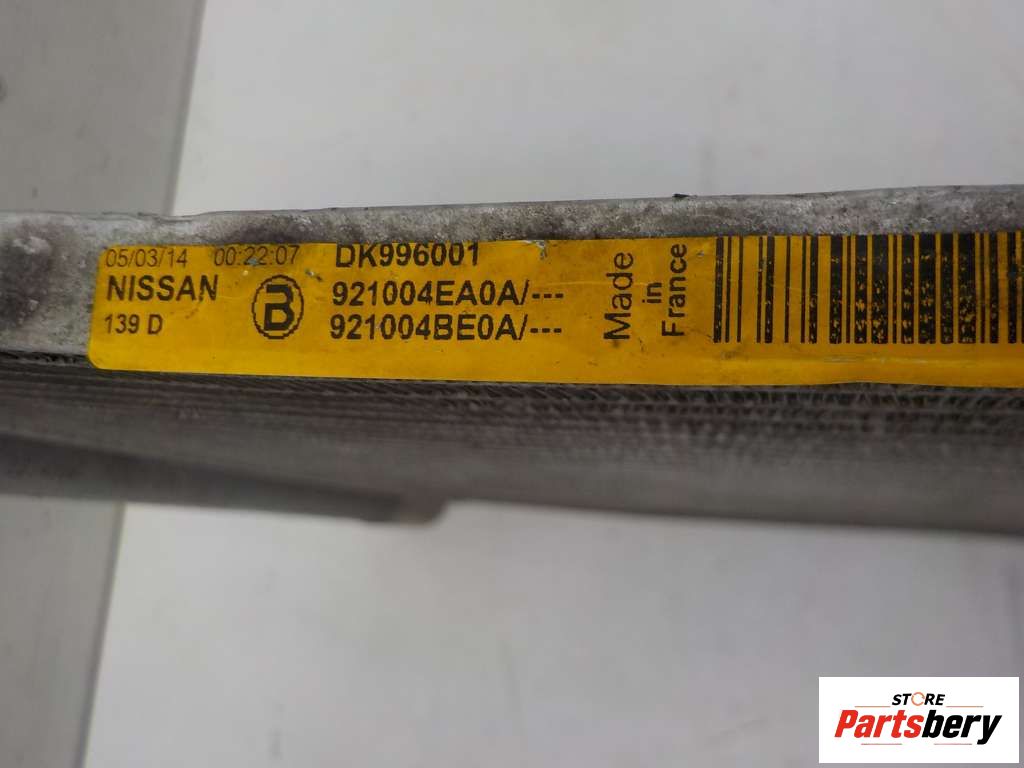 05/03/14 00:22:07 DK996001
NISSAN B 921004EA0A/---
139 D 921004BE0A/---
Made
in
France
STORE
Partsbery